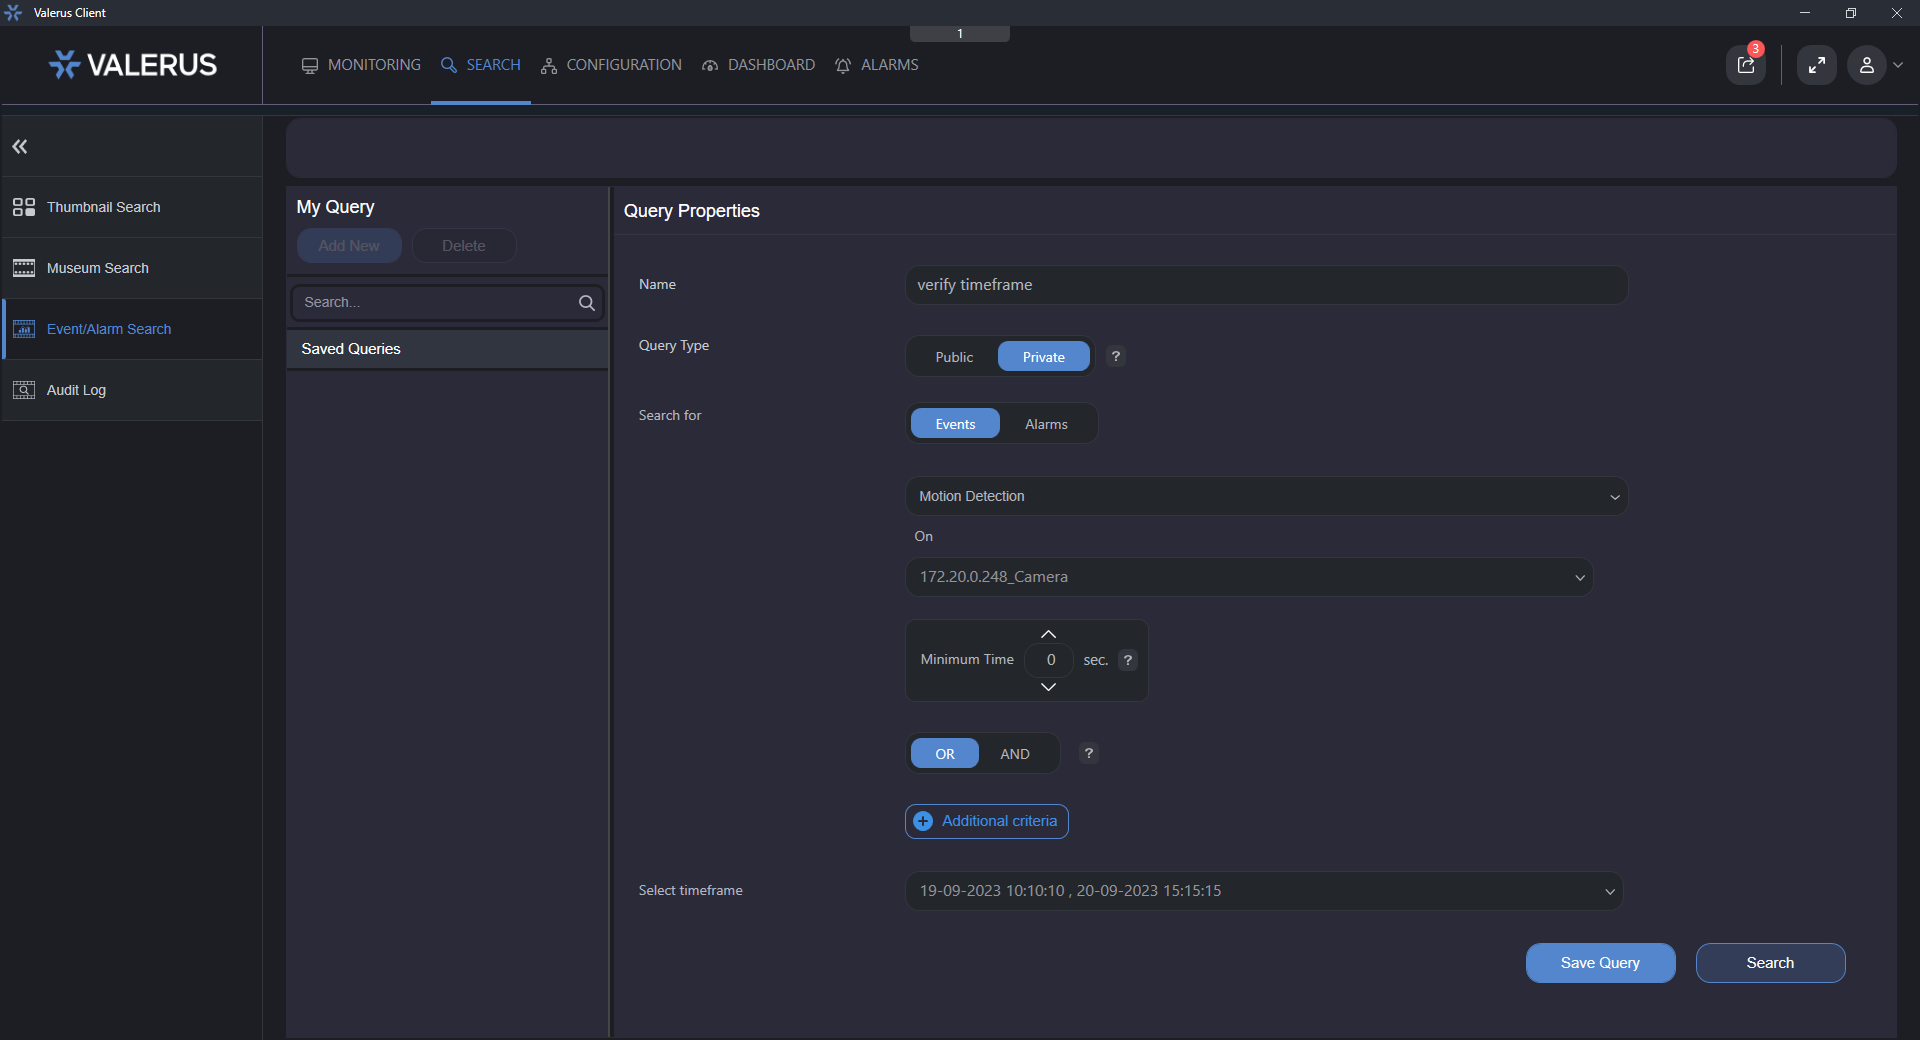 Valerus Client
1
VALERUS
MONITORING
SEARCH
CONFIGURATION
DASHBOARD
ALARMS
3
Thumbnail Search
Museum Search
Event/Alarm Search
Audit Log
My Query
Add New
Delete
Search...
Saved Queries
Query Properties
Name
verify timeframe
Query Type
Public
Private
?
Search for
Events
Alarms
Motion Detection
On
172.20.0.248_Camera
Minimum Time
0
sec.
?
OR
AND
?
Additional criteria
Select timeframe
19-09-2023 10:10:10 , 20-09-2023 15:15:15
Save Query
Search